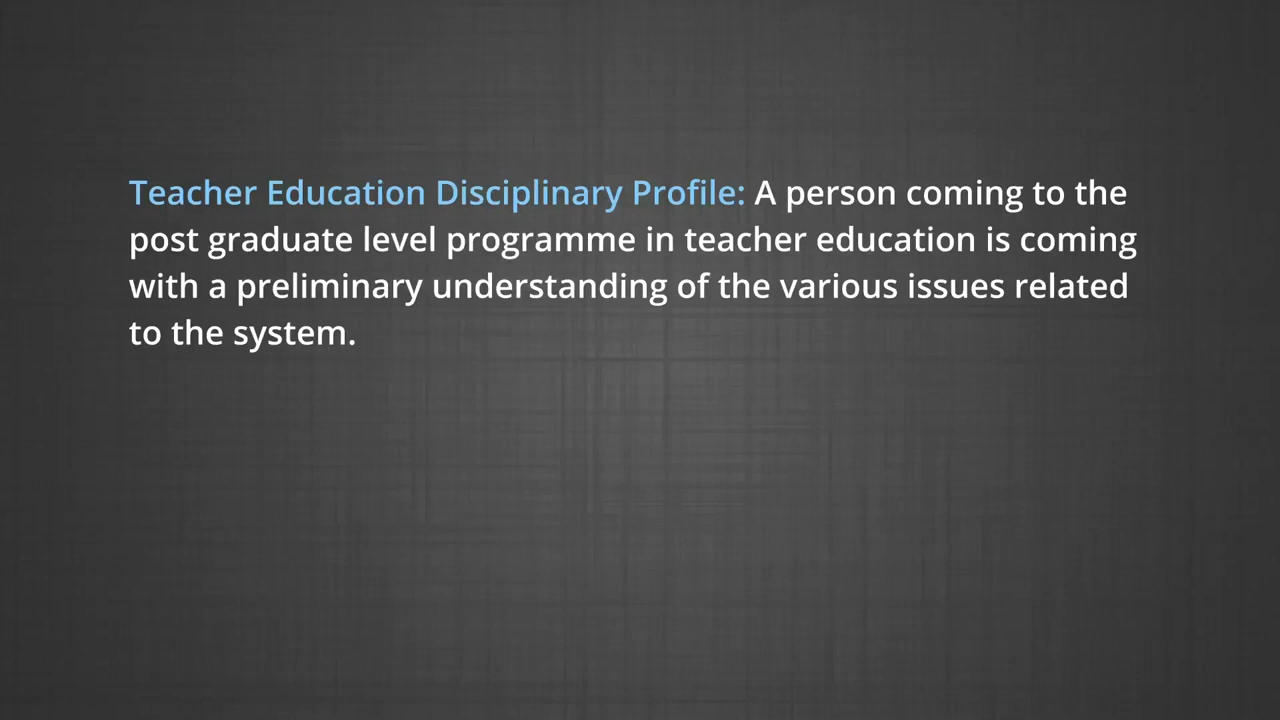 Teacher Education Disciplinary Profile: A person coming to the
post graduate level programme in teacher education is coming
with a preliminary understanding of the various issues related
to the system.